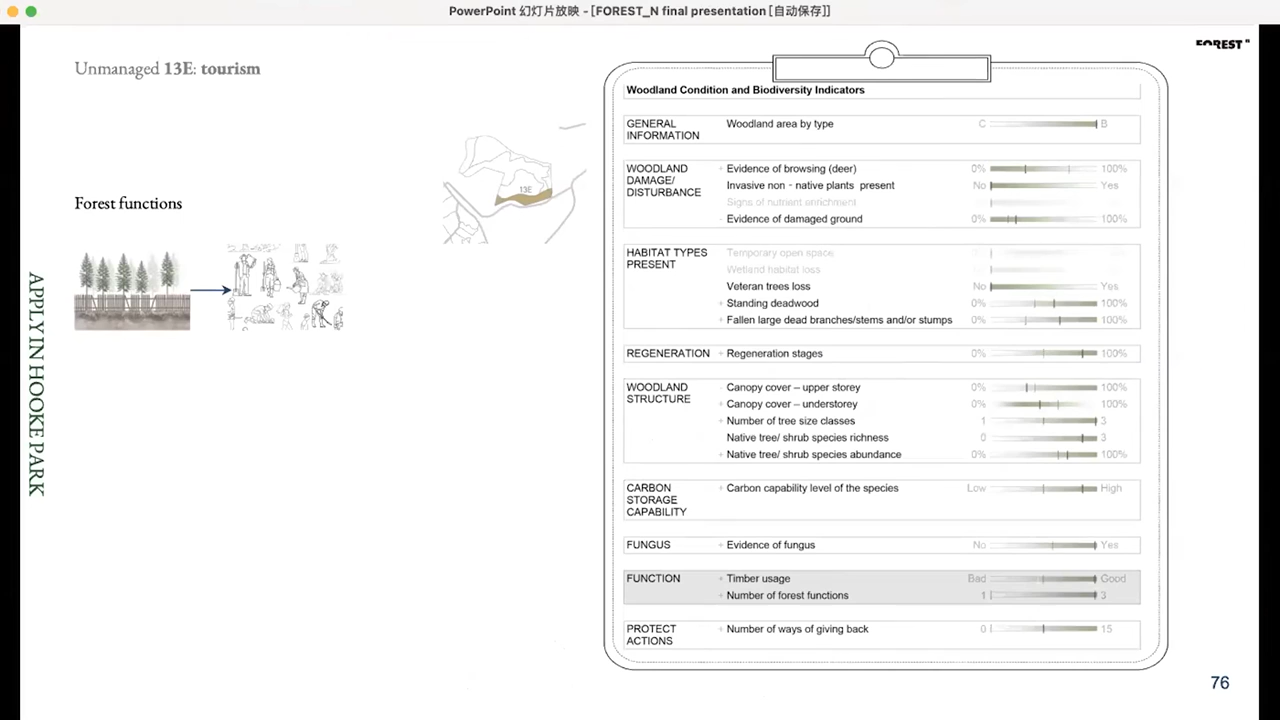 PowerPoint 幻灯片放映 - [FOREST_N final presentation [自动保存]]
FOREST N
Unmanaged 13E: tourism
Forest functions
13E
APPLY IN HOOKE PARK
Woodland Condition and Biodiversity Indicators
GENERAL INFORMATION
Woodland area by type C B
WOODLAND DAMAGE/ DISTURBANCE
+ Evidence of browsing (deer) 0% 100%
Invasive non - native plants present No Yes
Signs of nutrient enrichment
- Evidence of damaged ground 0% 100%
HABITAT TYPES PRESENT
Temporary open space
Wetland habitat loss
Veteran trees loss No Yes
+ Standing deadwood 0% 100%
+ Fallen large dead branches/stems and/or stumps 0% 100%
REGENERATION + Regeneration stages 0% 100%
WOODLAND STRUCTURE
- Canopy cover – upper storey 0% 100%
+ Canopy cover – understorey 0% 100%
+ Number of tree size classes 1 3
Native tree/ shrub species richness 0 3
+ Native tree/ shrub species abundance 0% 100%
CARBON STORAGE CAPABILITY
+ Carbon capability level of the species Low High
FUNGUS + Evidence of fungus No Yes
FUNCTION + Timber usage Bad Good
+ Number of forest functions 1 3
PROTECT ACTIONS
+ Number of ways of giving back 0 15
76